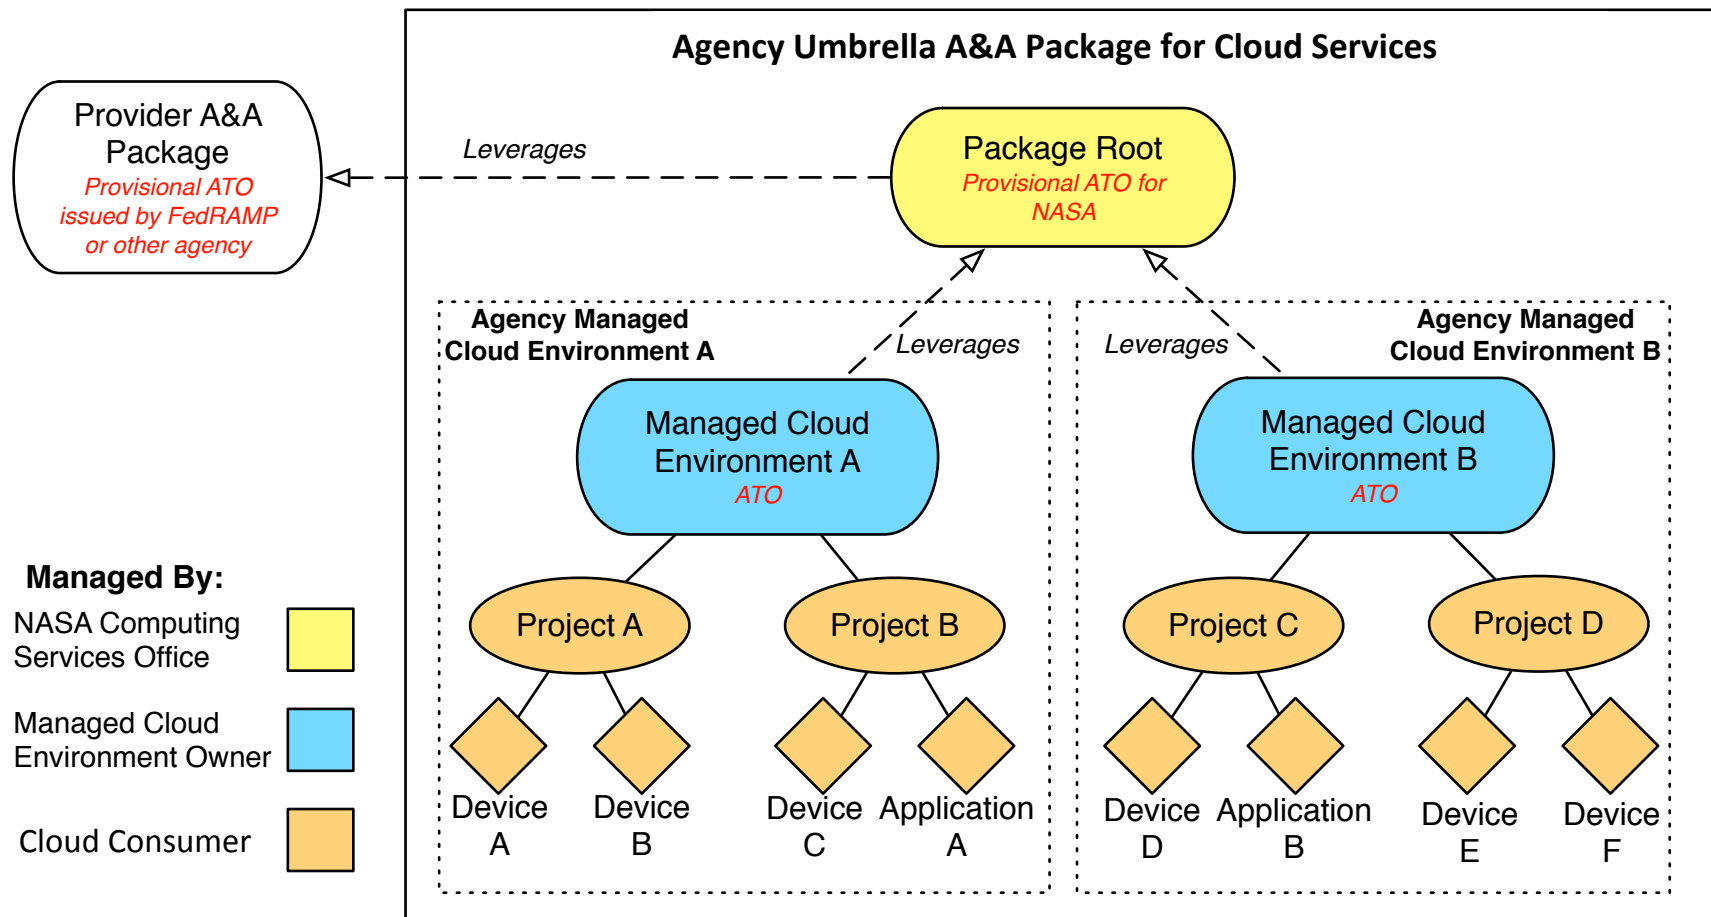 Agency Umbrella A&A Package for Cloud Services
Provider A&A
Package
Provisional ATO
issued by FedRAMP
or other agency
Leverages
Package Root
Provisional ATO for
NASA
Agency Managed
Cloud Environment A
Leverages
Leverages
Agency Managed
Cloud Environment B
Managed Cloud
Environment A
ATO
Managed Cloud
Environment B
ATO
Project A
Project B
Project C
Project D
Device
A
Device
B
Device
C
Application
A
Device
D
Application
B
Device
E
Device
F
Managed By:
NASA Computing
Services Office
Managed Cloud
Environment Owner
Cloud Consumer